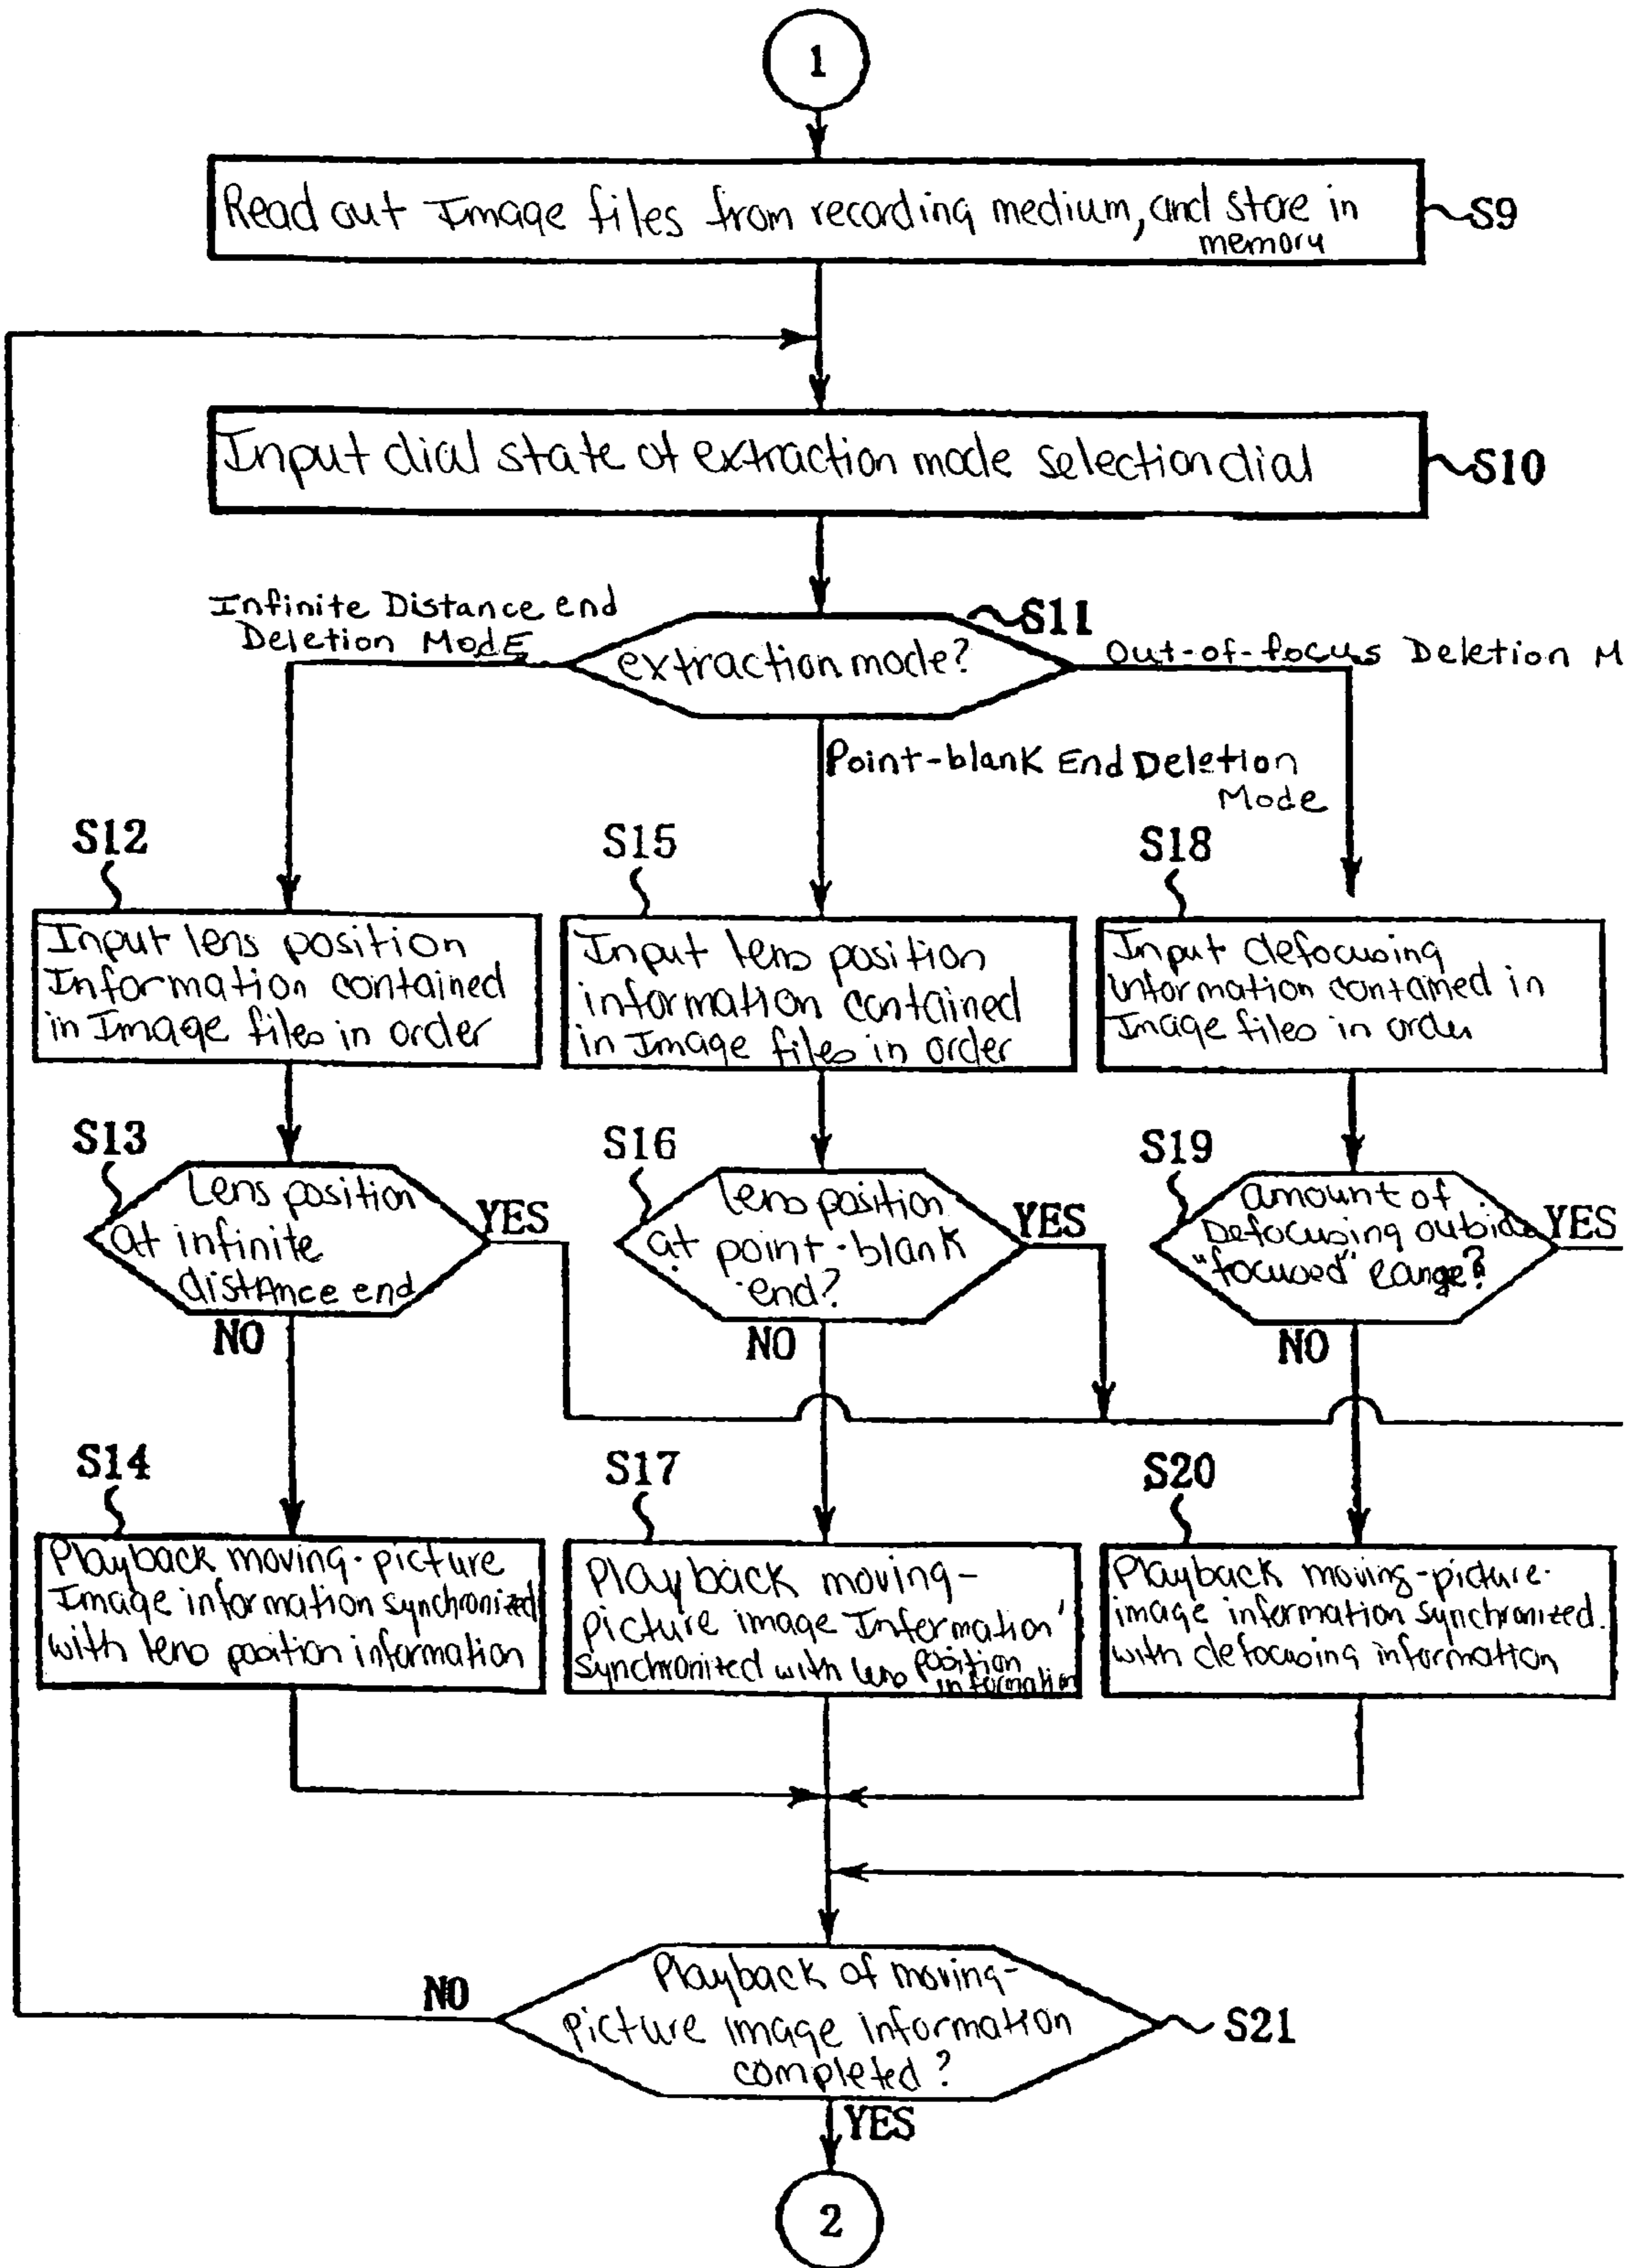 1
Read out Image files from recording medium, and store in
memory
S9
Input dial state of extraction mode selection dial
S10
Infinite Distance end
Deletion Mode
S11
extraction mode?
Out-of-focus Deletion M
Point-blank End Deletion
Mode
S12
S15
S18
Input lens position
Information contained
in Image files in order
Input lens position
information contained
in Image files in order
Input defocusing
information contained in
Image files in order
S13
S16
S19
Lens position
at infinite
distance end
YES
NO
lens position
at point-blank
end?
YES
NO
amount of
Defocusing outside
"focused" Range?
YES
NO
S14
S17
S20
Playback moving-picture
Image information synchronized
with lens position information
Playback moving-
picture image Information
synchronized with lens position
information
Playback moving-picture
image information synchronized
with defocusing information
Playback of moving-
picture image information
completed?
NO
S21
YES
2